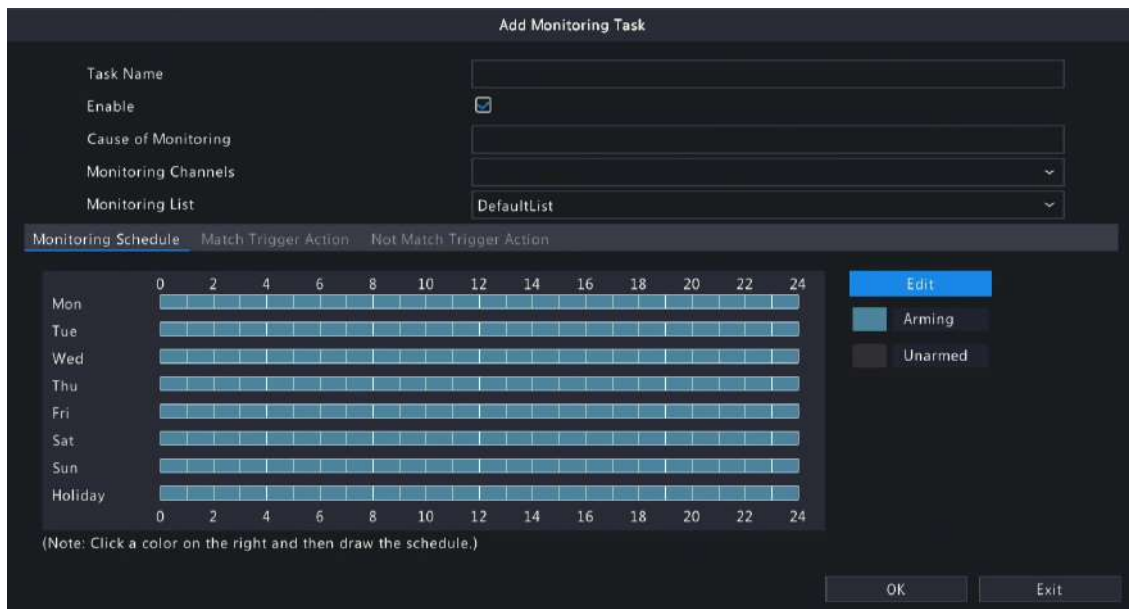 Add Monitoring Task
Task Name
Enable
Cause of Monitoring
Monitoring Channels
Monitoring List DefaultList
Monitoring Schedule Match Trigger Action Not Match Trigger Action
0 2 4 6 8 10 12 14 16 18 20 22 24 Edit
Mon
Arming
Tue
Wed Unarmed
Thu
Fri
Sat
Sun
Holiday
0 2 4 6 8 10 12 14 16 18 20 22 24
(Note: Click a color on the right and then draw the schedule.)
OK Exit